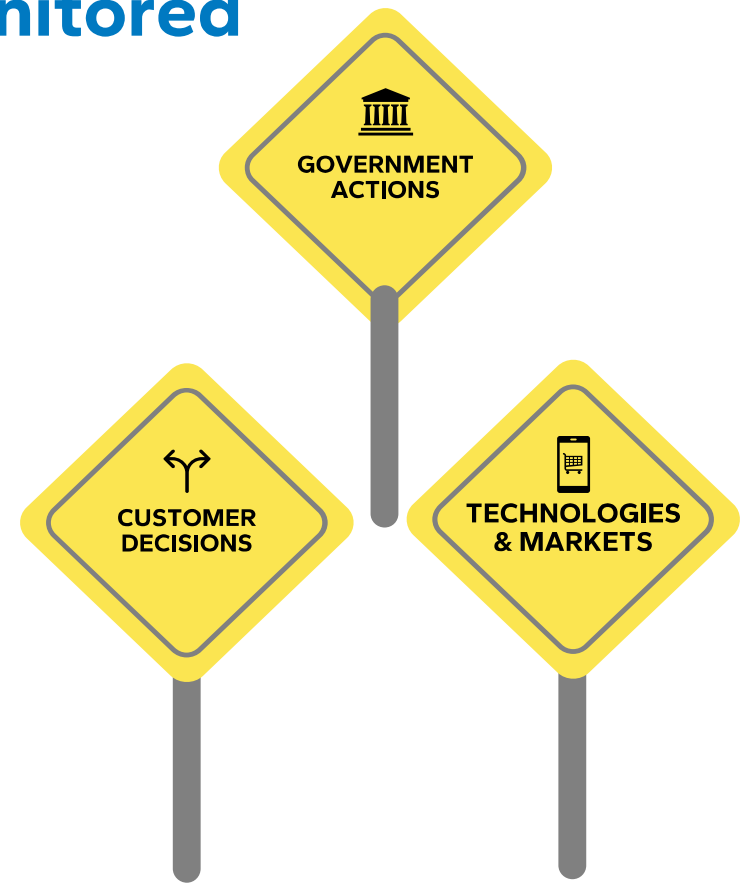 nitored
GOVERNMENT
ACTIONS
CUSTOMER
DECISIONS
TECHNOLOGIES
& MARKETS